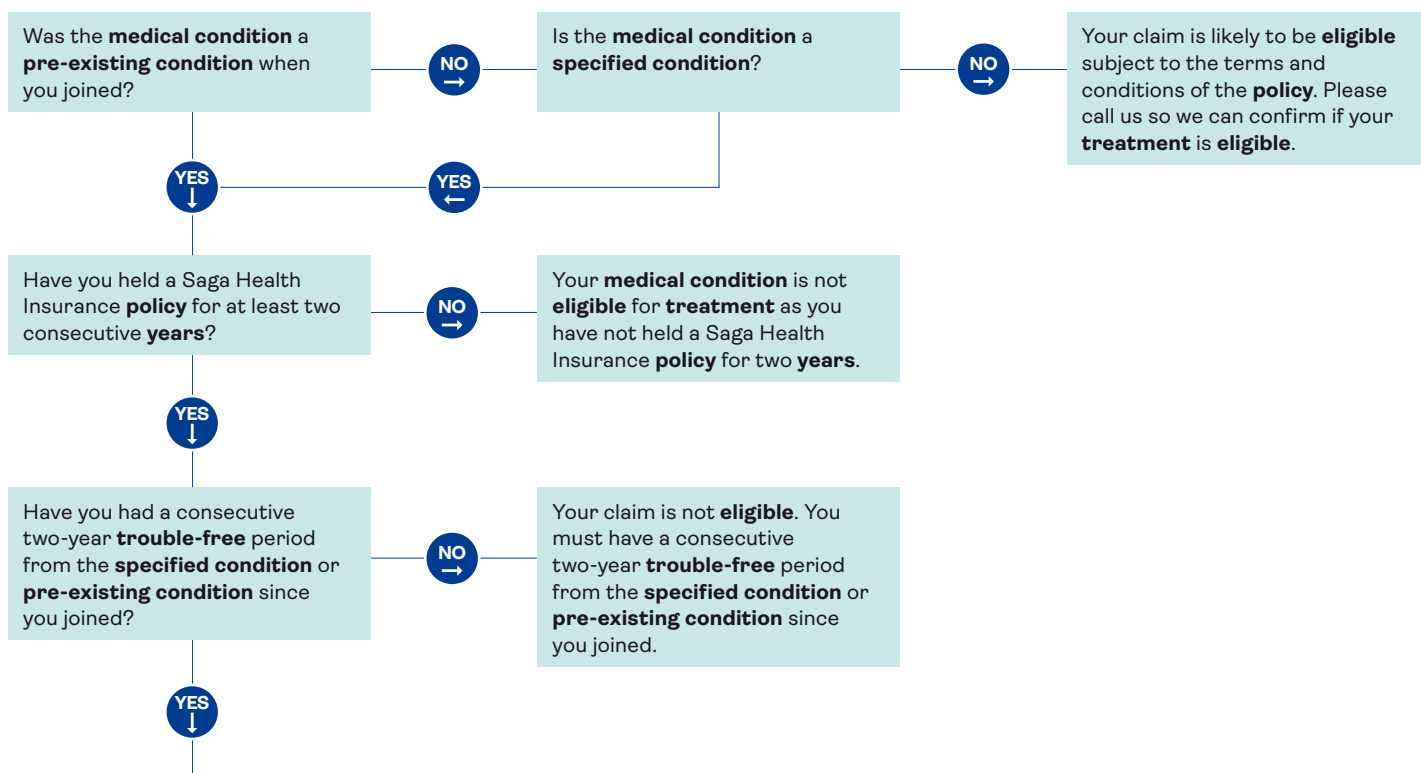 Was the medical condition a
pre-existing condition when
you joined?
NO
→
Is the medical condition a
specified condition?
NO
→
Your claim is likely to be eligible
subject to the terms and
conditions of the policy. Please
call us so we can confirm if your
treatment is eligible.
YES
↓
YES
←
Have you held a Saga Health
Insurance policy for at least two
consecutive years?
NO
→
Your medical condition is not
eligible for treatment as you
have not held a Saga Health
Insurance policy for two years.
YES
↓
Have you had a consecutive
two-year trouble-free period
from the specified condition or
pre-existing condition since
you joined?
NO
→
Your claim is not eligible. You
must have a consecutive
two-year trouble-free period
from the specified condition or
pre-existing condition since
you joined.
YES
↓